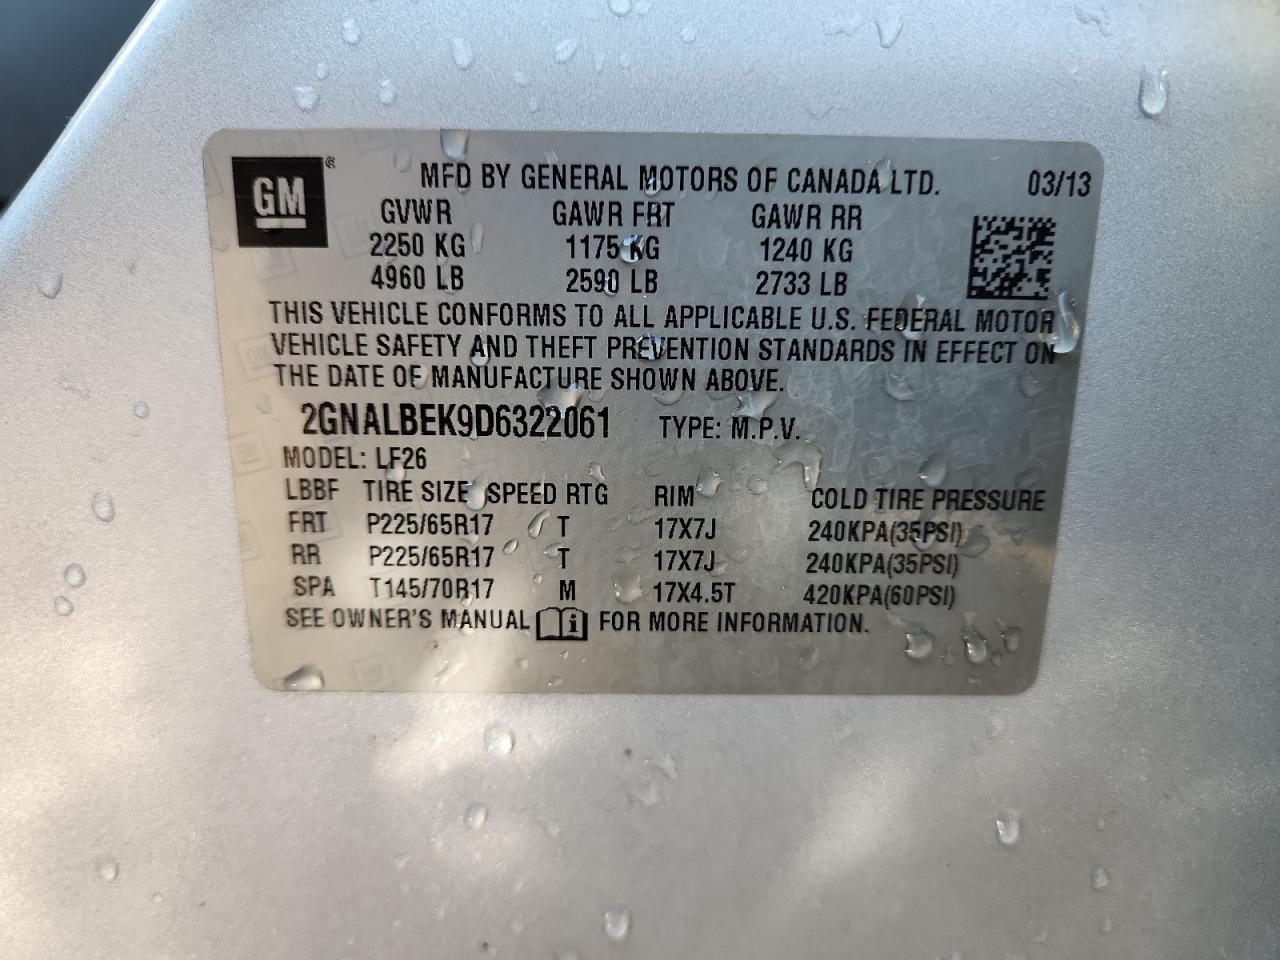 GM ® MFD BY GENERAL MOTORS OF CANADA LTD. 03/13
GVWR GAWR FRT GAWR RR
2250 KG 1175 KG 1240 KG
4960 LB 2590 LB 2733 LB
THIS VEHICLE CONFORMS TO ALL APPLICABLE U.S. FEDERAL MOTOR
VEHICLE SAFETY AND THEFT PREVENTION STANDARDS IN EFFECT ON
THE DATE OF MANUFACTURE SHOWN ABOVE.
2GNALBEK9D6322061 TYPE: M.P.V.
MODEL: LF26
LBBF TIRE SIZE SPEED RTG RIM COLD TIRE PRESSURE
FRT P225/65R17 T 17X7J 240KPA(35PSI)
RR P225/65R17 T 17X7J 240KPA(35PSI)
SPA T145/70R17 M 17X4.5T 420KPA(60PSI)
SEE OWNER'S MANUAL i FOR MORE INFORMATION.